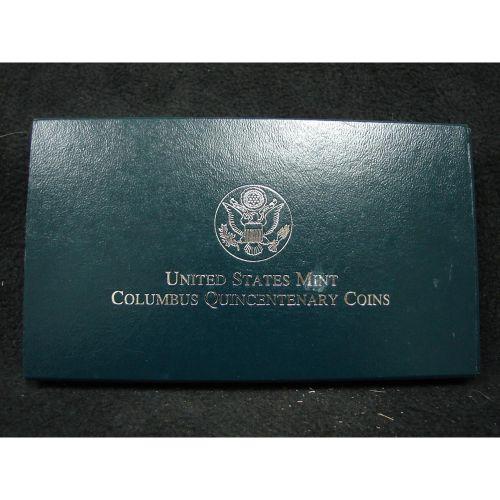 UNITED STATES MINT
COLUMBUS QUINCENTENARY COINS